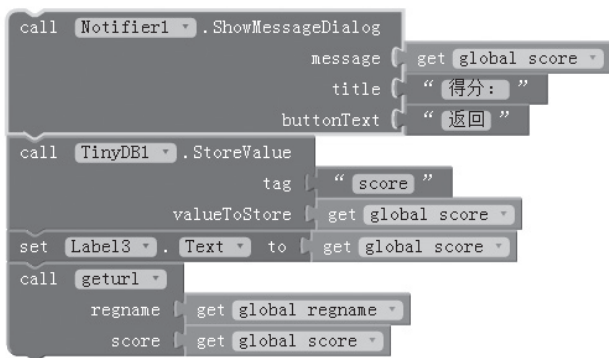 call Notifier1 .ShowMessageDialog
message get global score
title “ 得分： ”
buttonText “ 返回 ”
call TinyDB1 .StoreValue
tag “ score ”
valueToStore get global score
set Label3 . Text to get global score
call geturl
regname get global regname
score get global score